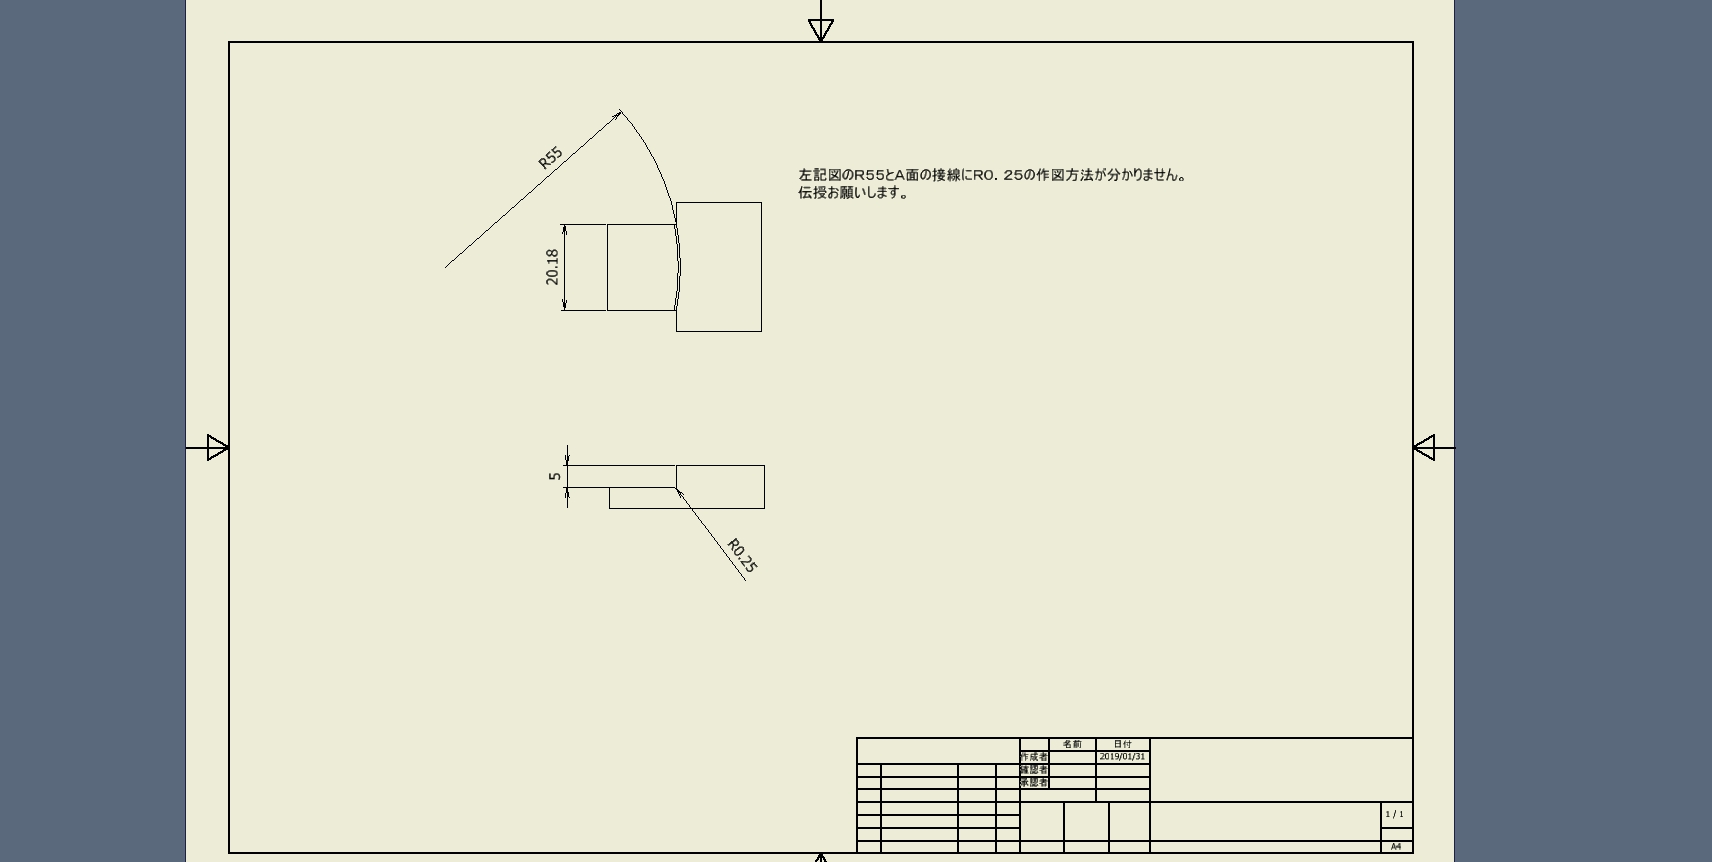 R55
左記図のR55とA面の接線にR0．25の作図方法が分かりません。
伝授お願いします。
20.18
5
R0.25
名前 日付
作成者 2019/01/31
確認者
承認者
1 / 1
A4